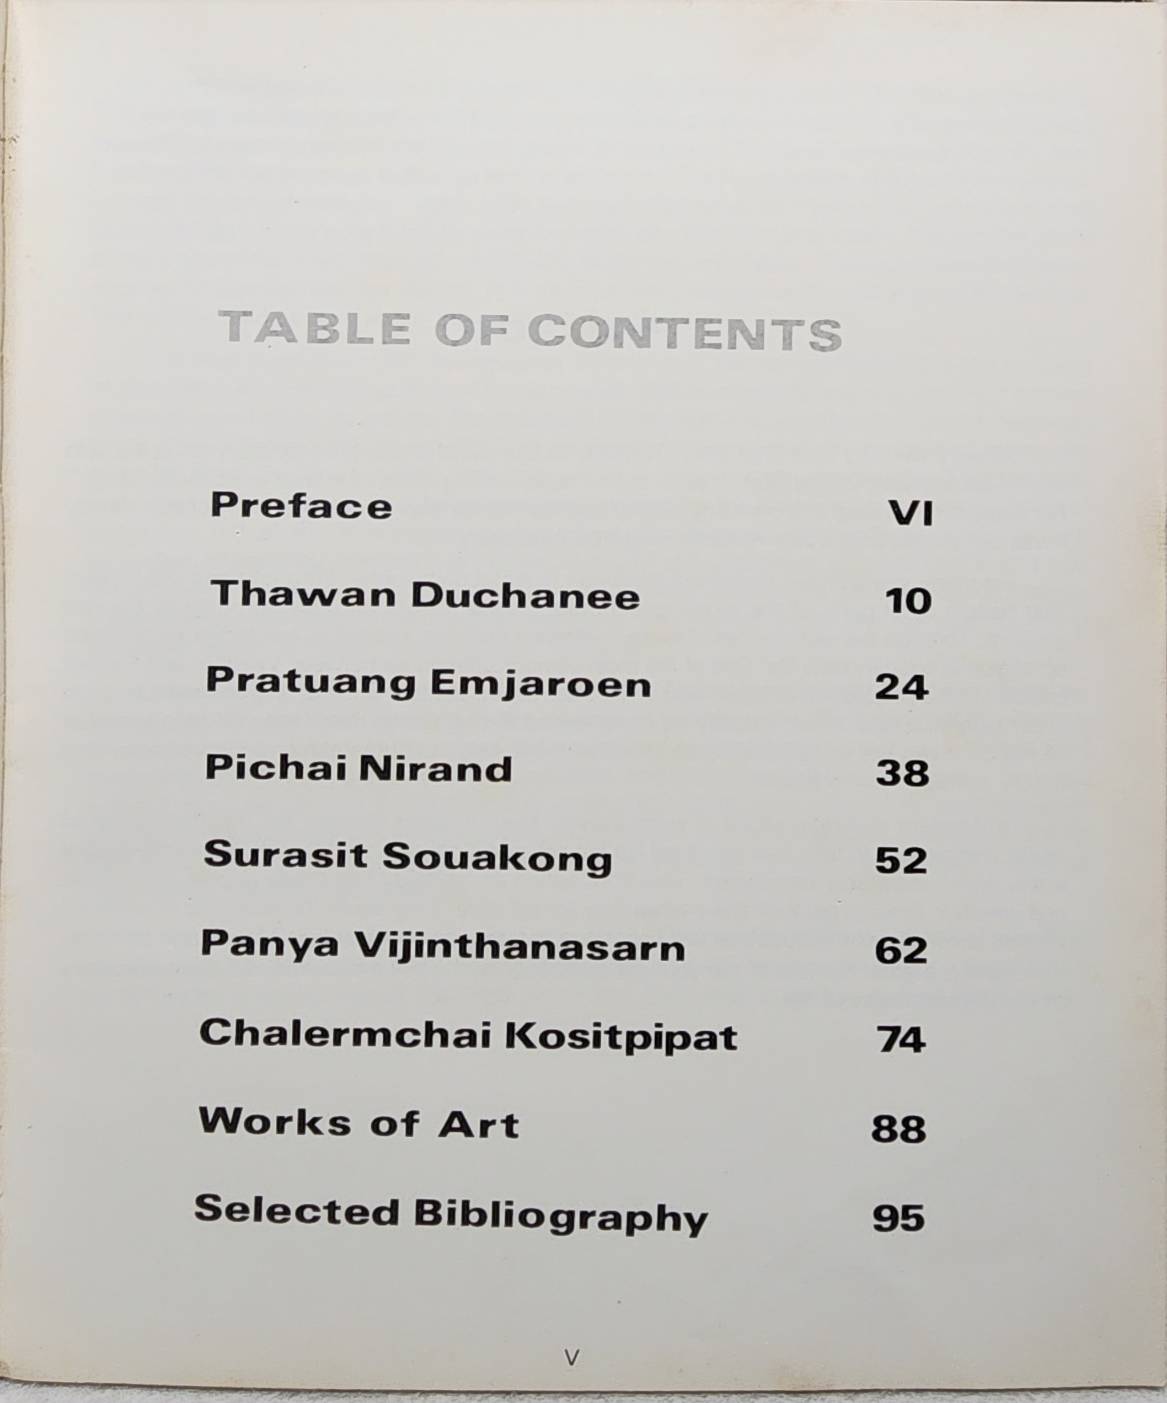 TABLE OF CONTENTS
Preface VI
Thawan Duchanee 10
Pratuang Emjaroen 24
Pichai Nirand 38
Surasit Souakong 52
Panya Vijinthanasarn 62
Chalermchai Kositpipat 74
Works of Art 88
Selected Bibliography 95
V